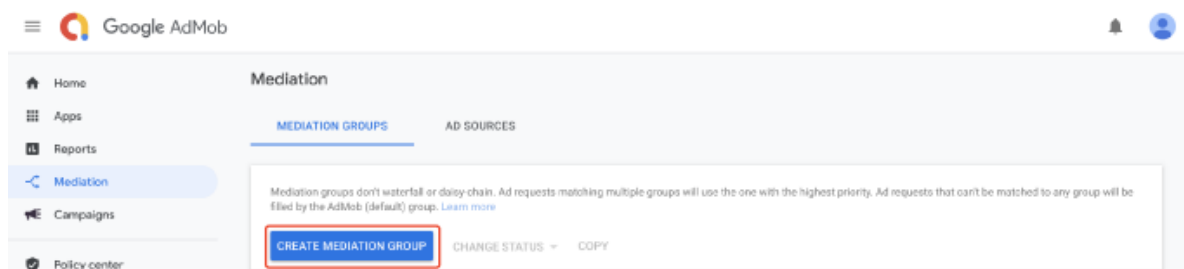 Google AdMob
Home
Apps
Reports
Mediation
Campaigns
Policy center
Mediation
MEDIATION GROUPS
AD SOURCES
Mediation groups don't waterfall or daisy-chain. Ad requests matching multiple groups will use the one with the highest priority. Ad requests that can't be matched to any group will be
filled by the AdMob (default) group. Learn more
CREATE MEDIATION GROUP
CHANGE STATUS
COPY